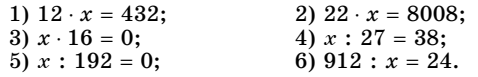 1) 12 · x = 432; 2) 22 · x = 8008;
3) x · 16 = 0; 4) x : 27 = 38;
5) x : 192 = 0; 6) 912 : x = 24.